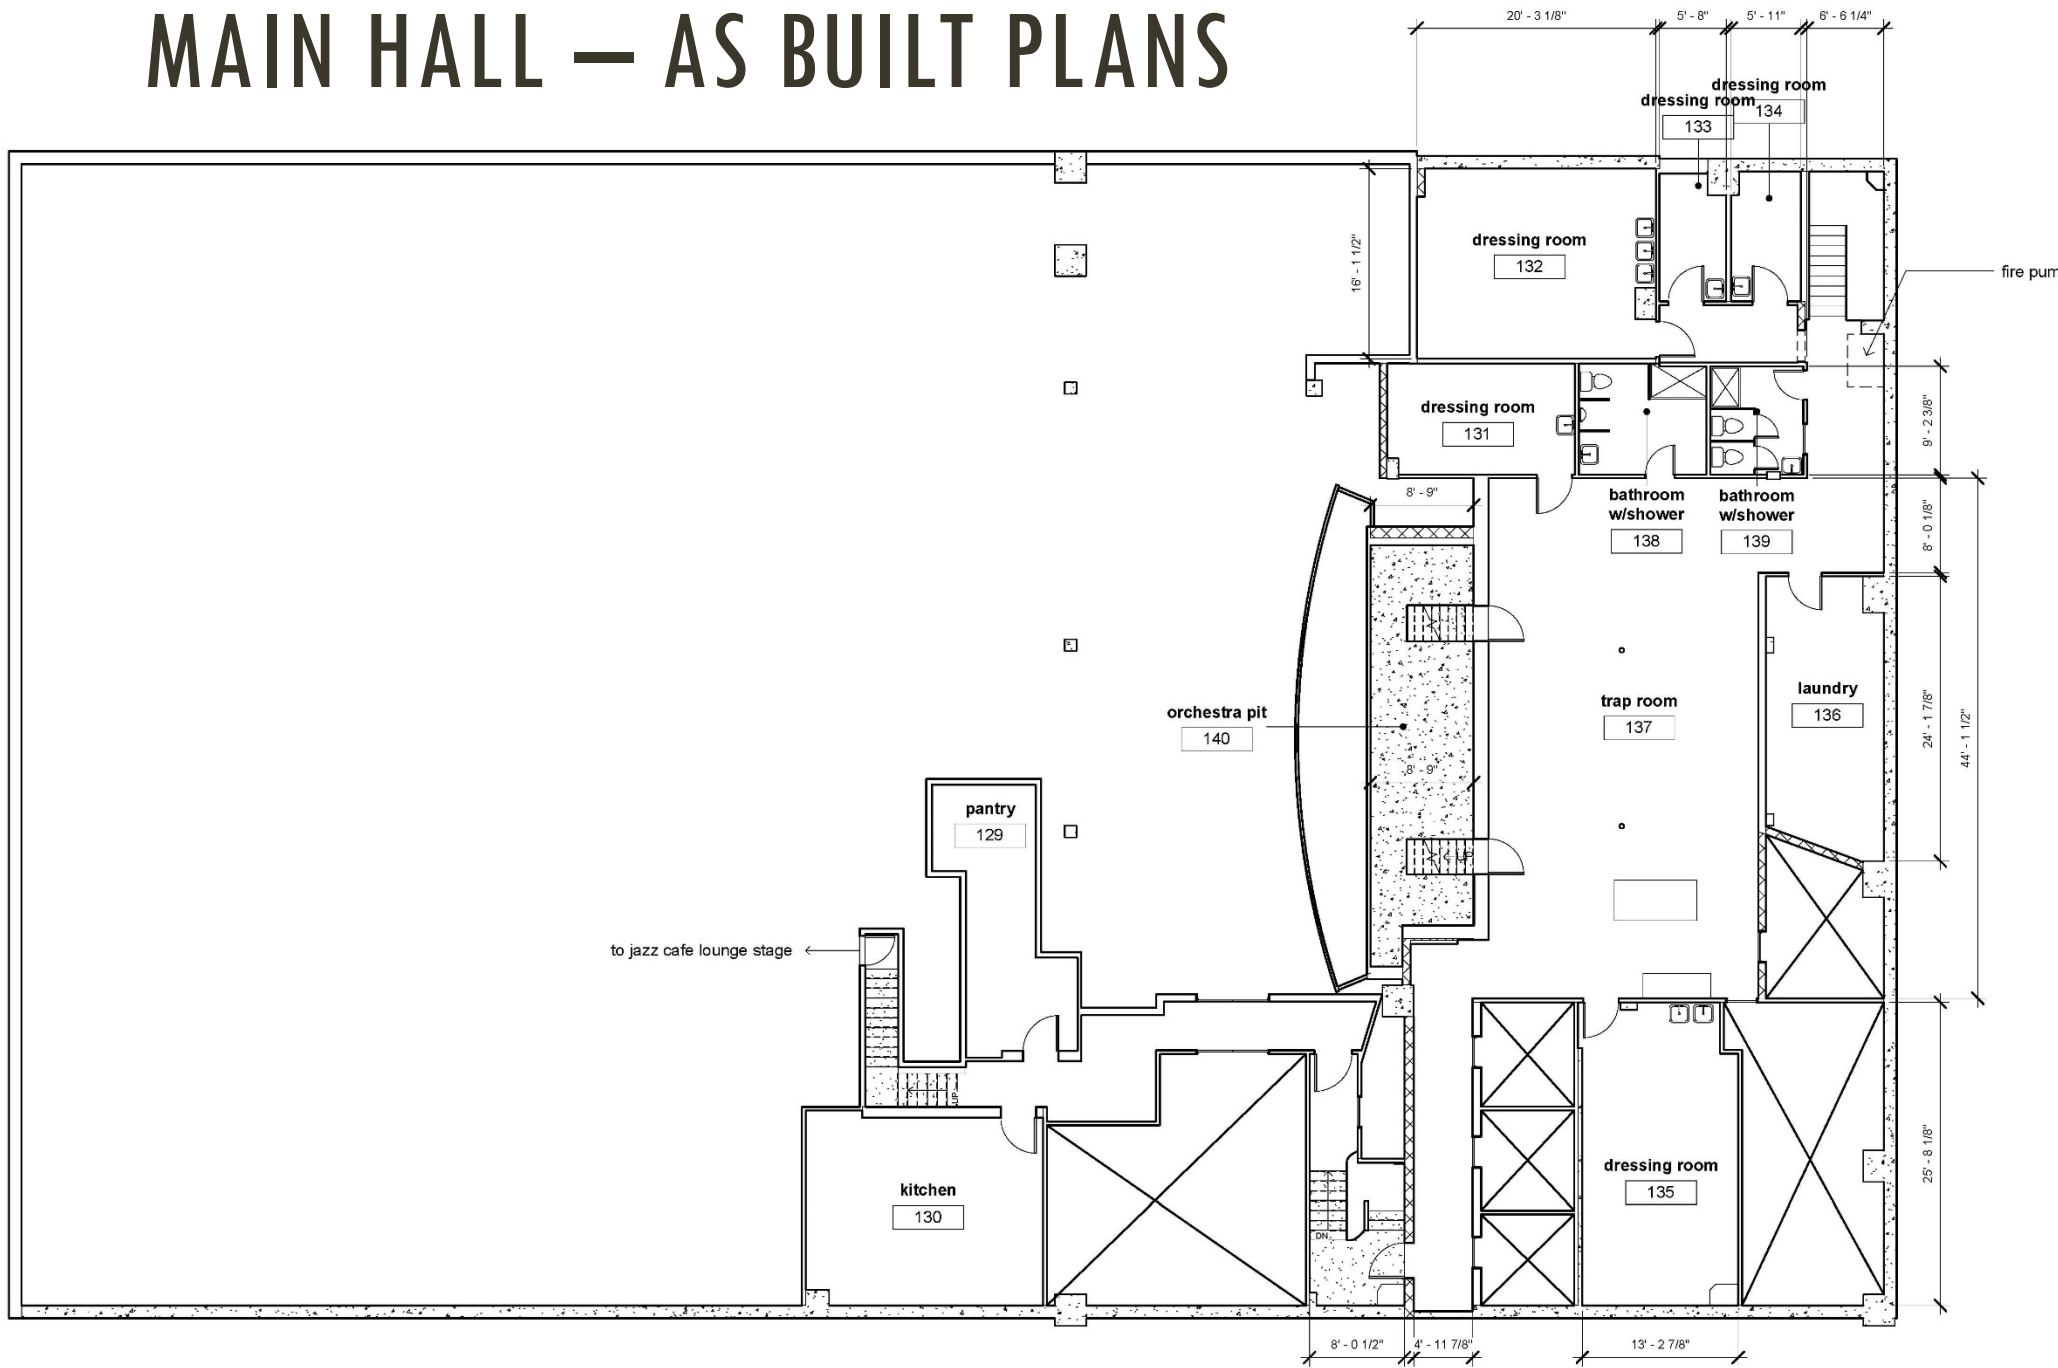 MAIN HALL – AS BUILT PLANS
20' - 3 1/8"
5' - 8"
5' - 11"
6' - 6 1/4"
dressing room
134
dressing room
133
16' - 1 1/2"
dressing room
132
fire pum
dressing room
131
9' - 2 3/8"
8' - 9"
bathroom
w/shower
138
bathroom
w/shower
139
8' - 0 1/8"
orchestra pit
140
trap room
137
laundry
136
24' - 1 7/8"
44' - 1 1/2"
8' - 9"
pantry
129
UP
to jazz cafe lounge stage
UP
kitchen
130
DN
dressing room
135
25' - 8 1/8"
8' - 0 1/2"
4' - 11 7/8"
13' - 2 7/8"